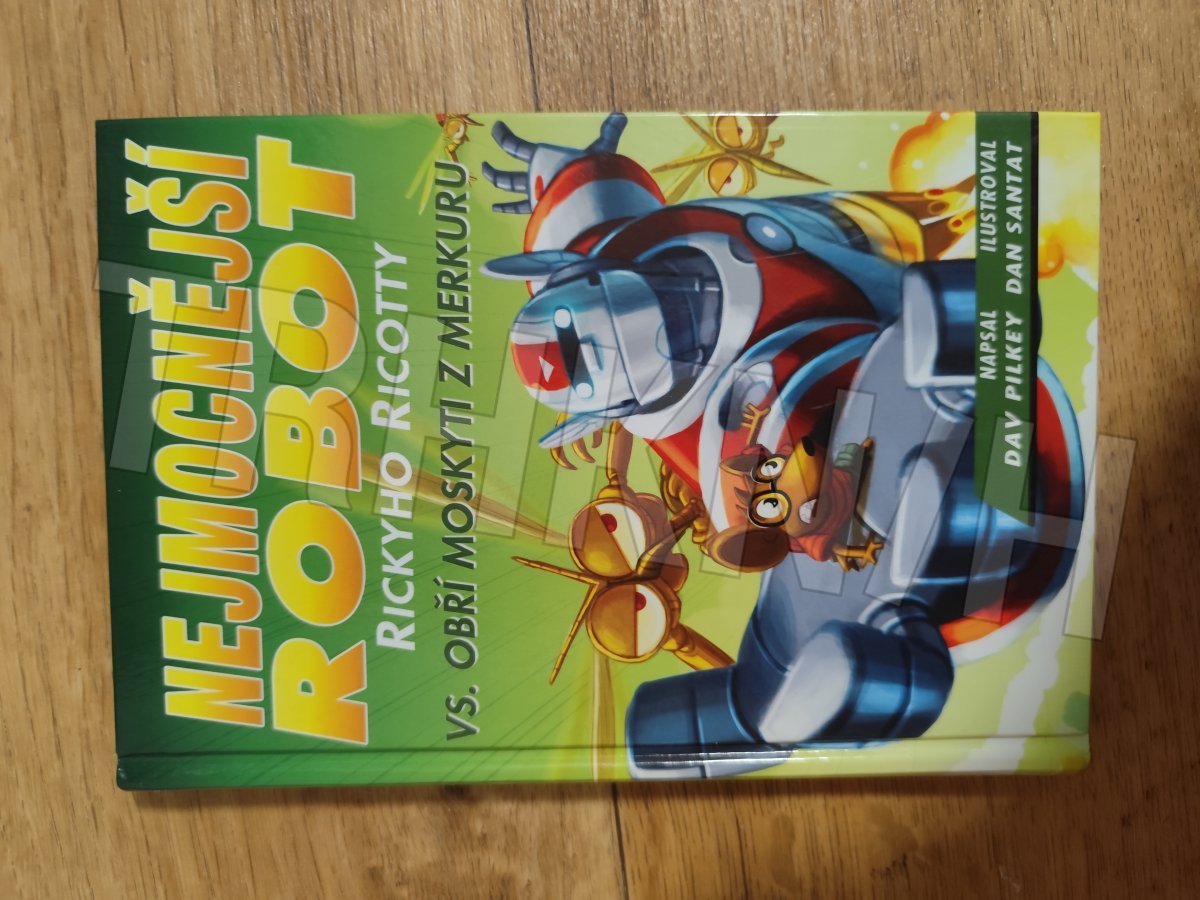 NEJMOCNĚJŠÍ
ROBOT
RICKYHO RICOTTY
VS. OBŘÍ MOSKYTI Z MERKURU
NAPSAL
DAV PILKEY
ILUSTROVAL
DAN SANTAT